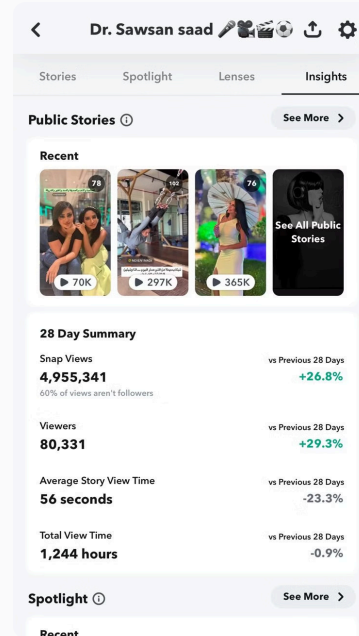 Dr. Sawsan saad 🎤📽️🎬⚽
Stories Spotlight Lenses Insights
Public Stories
See More
Recent
78
102
76
70K
297K
365K
See All Public
Stories
28 Day Summary
Snap Views
vs Previous 28 Days
4,955,341
+26.8%
60% of views aren't followers
Viewers
vs Previous 28 Days
80,331
+29.3%
Average Story View Time
vs Previous 28 Days
56 seconds
-23.3%
Total View Time
vs Previous 28 Days
1,244 hours
-0.9%
Spotlight
See More
Recent